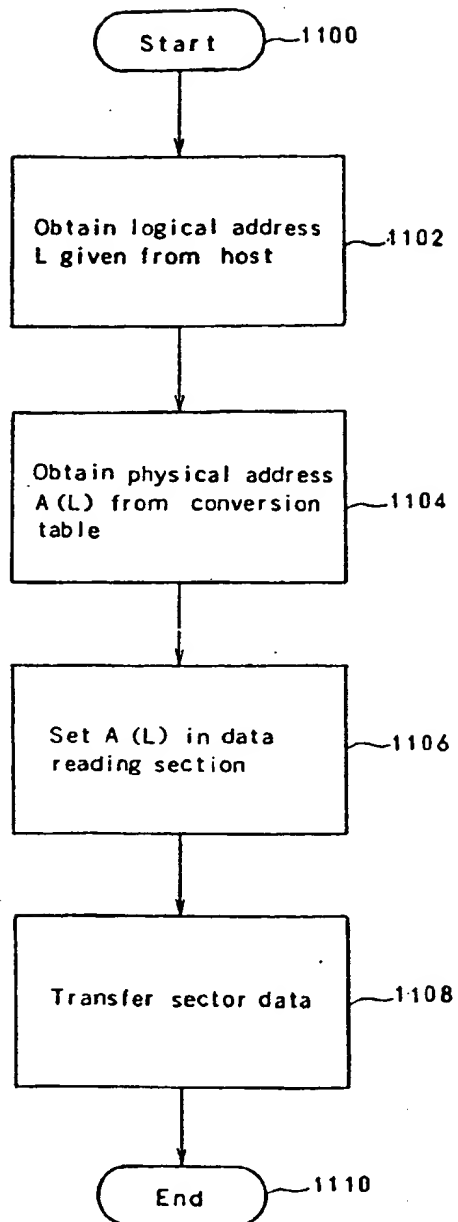 Start
1100
Obtain logical address
L given from host
1102
Obtain physical address
A (L) from conversion
table
1104
Set A (L) in data
reading section
1106
Transfer sector data
1108
End
1110